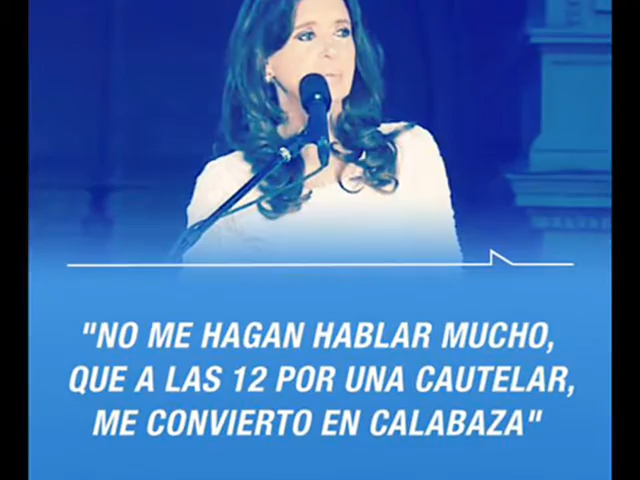 "NO ME HAGAN HABLAR MUCHO,
QUE A LAS 12 POR UNA CAUTELAR,
ME CONVIERTO EN CALABAZA"